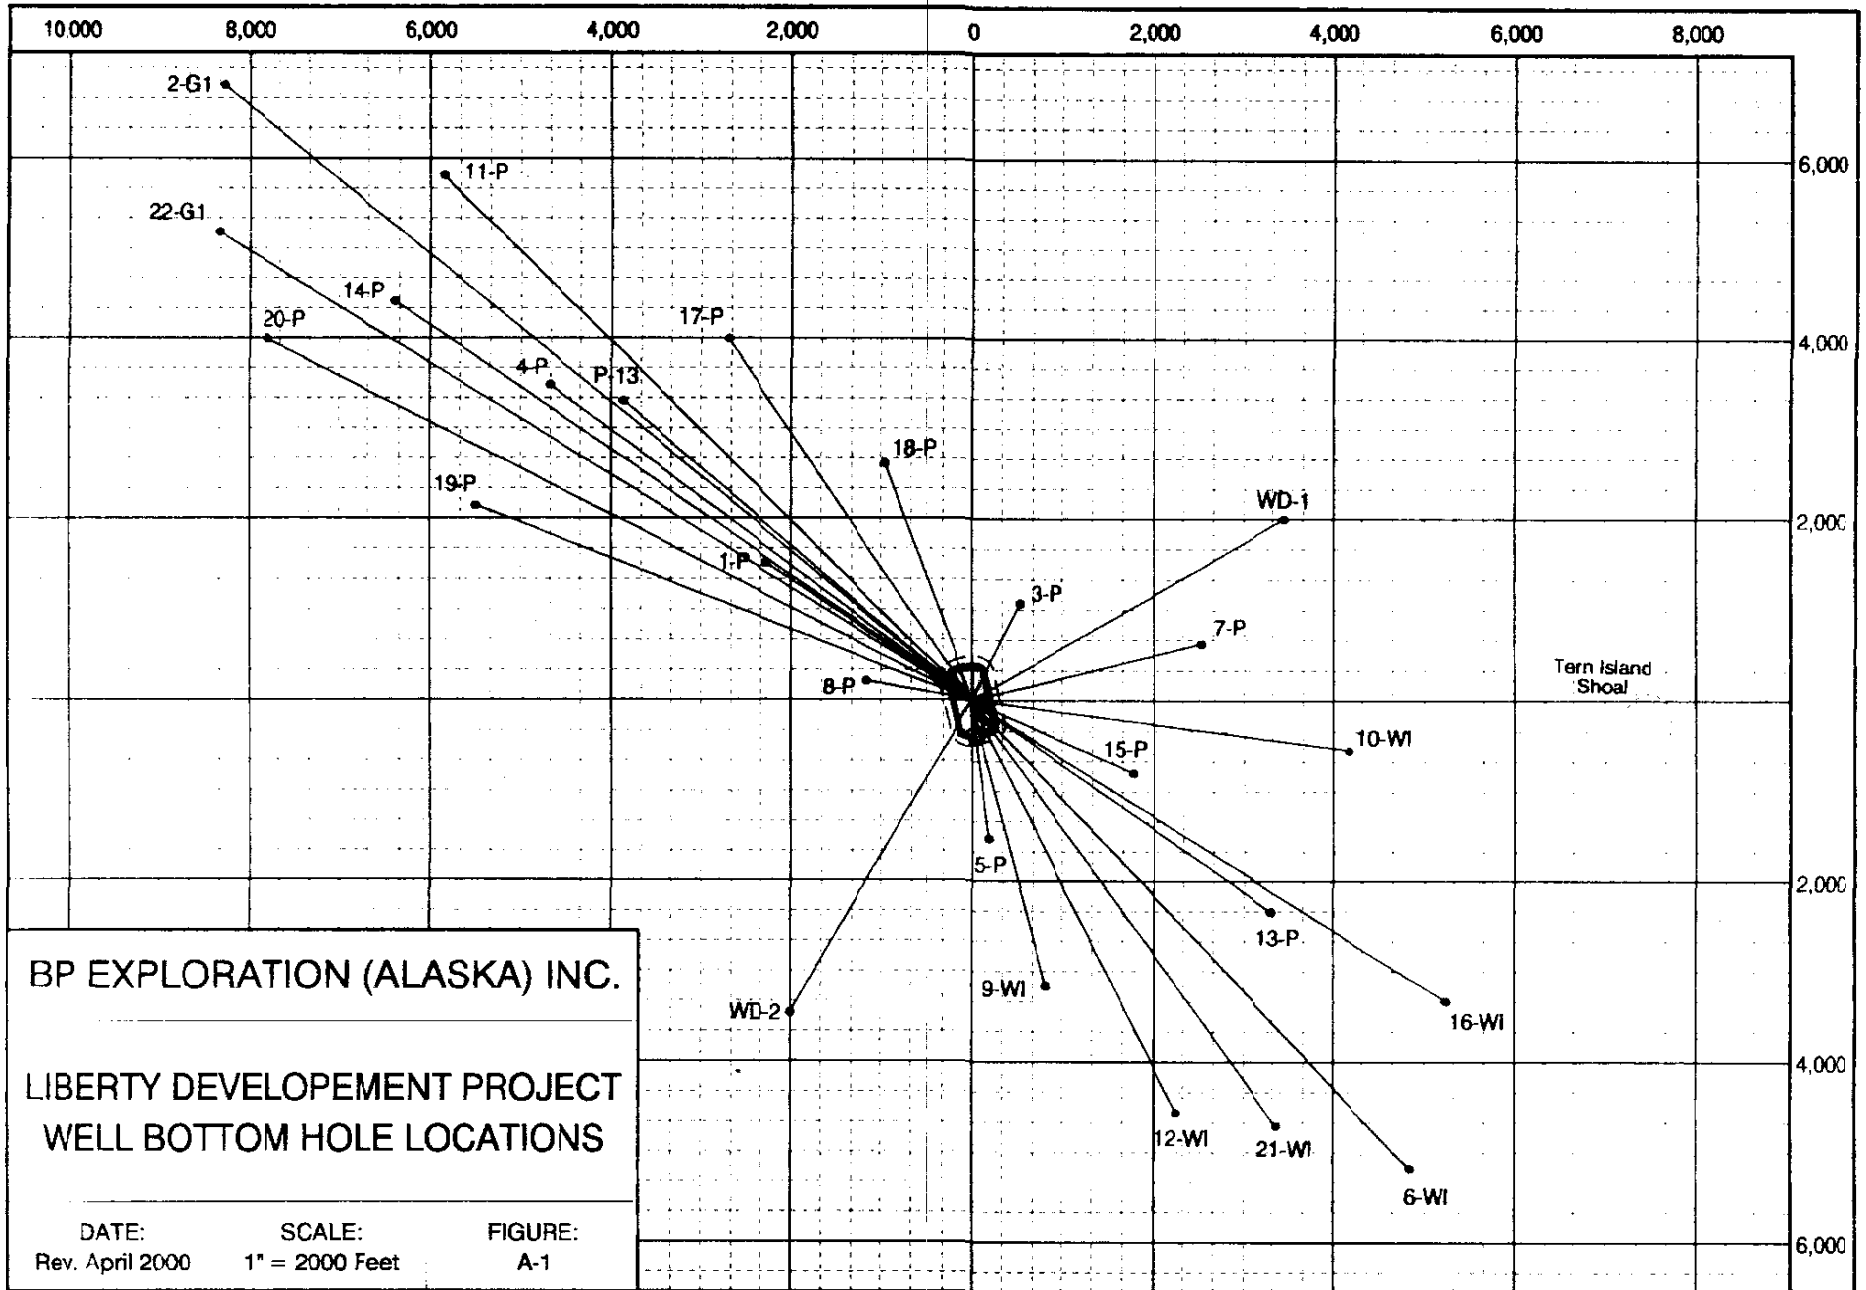 10.000 8,000 6,000 4,000 2,000 0 2,000 4,000 6,000 8,000
2-G1
11-P
6,000
22-G1
14-P
20-P
17-P
4,000
4-P
P-13
18-P
19-P
WD-1
2,000
1-P
3-P
7-P
Tern Island
Shoal
8-P
10-WI
15-P
5-P
2,000
13-P
9-WI
WD-2
16-WI
4,000
12-WI
21-WI
6-WI
6,000
BP EXPLORATION (ALASKA) INC.
LIBERTY DEVELOPEMENT PROJECT
WELL BOTTOM HOLE LOCATIONS
DATE: SCALE: FIGURE:
Rev. April 2000 1" = 2000 Feet A-1